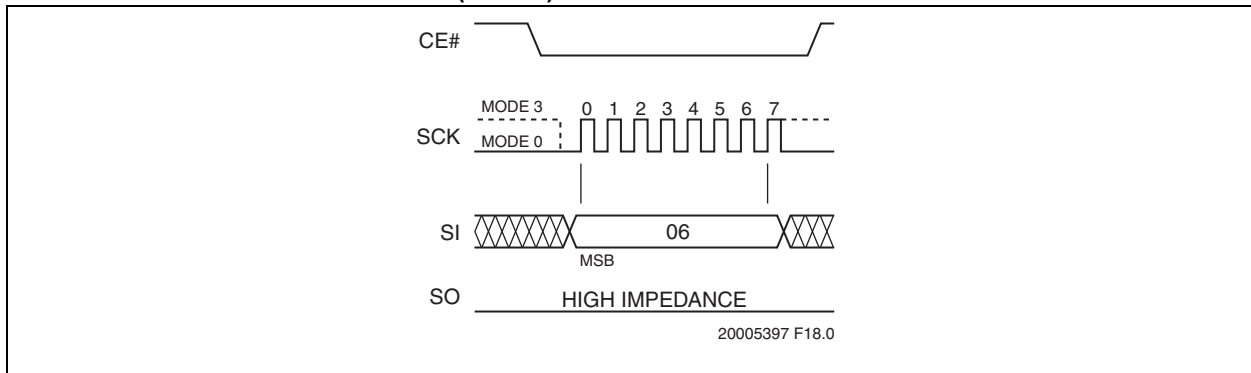 CE#
MODE 3
0 1 2 3 4 5 6 7
SCK
MODE 0
SI
06
MSB
SO
HIGH IMPEDANCE
20005397 F18.0